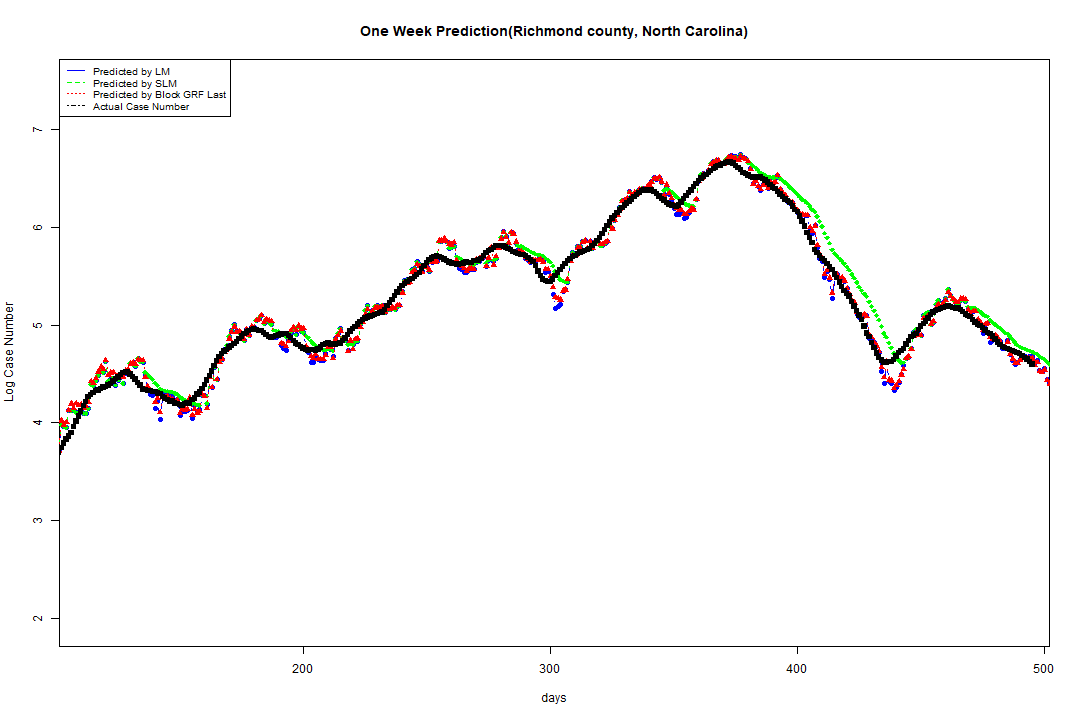 One Week Prediction(Richmond county, North Carolina)
Predicted by LM
Predicted by SLM
Predicted by Block GRF Last
Actual Case Number
Log Case Number
7
6
5
4
3
2
200
300
400
500
days